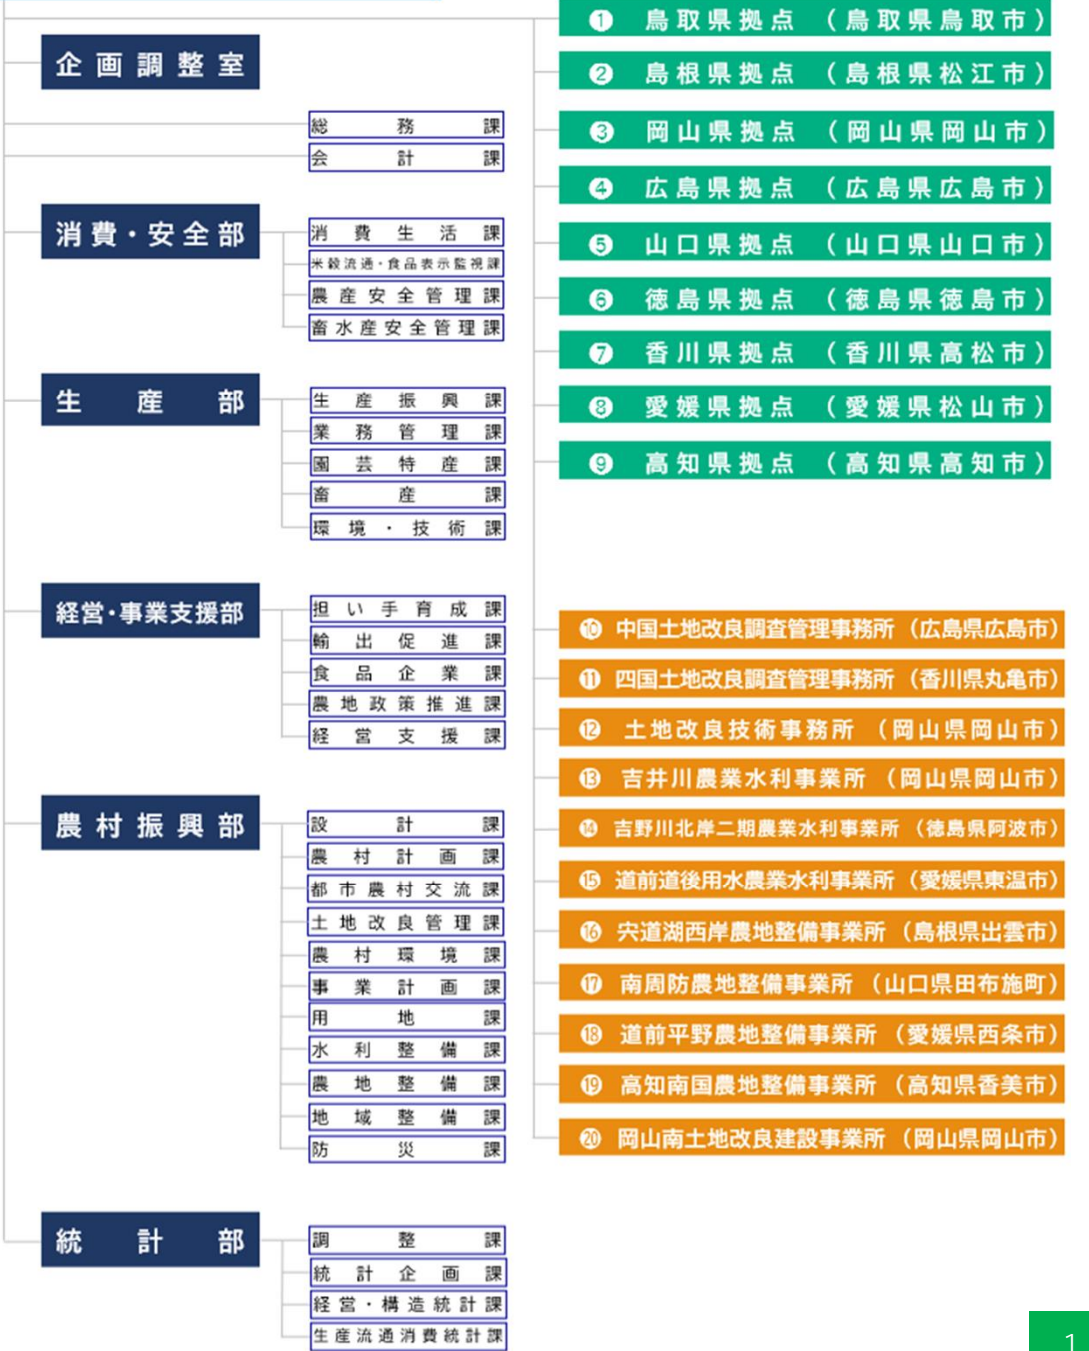 企画調整室
総務課
会計課
消費・安全部
消費生活課
米穀流通・食品表示監視課
農産安全管理課
畜水産安全管理課
生産部
生産振興課
業務管理課
園芸特産課
畜産課
環境・技術課
経営・事業支援部
担い手育成課
輸出促進課
食品企業課
農地政策推進課
経営支援課
農村振興部
設計課
農村計画課
都市農村交流課
土地改良管理課
農村環境課
事業計画課
用地課
水利整備課
農地整備課
地域整備課
防災課
統計部
調整課
統計企画課
経営・構造統計課
生産流通消費統計課
❶ 鳥取県拠点 （鳥取県鳥取市）
❷ 島根県拠点 （島根県松江市）
❸ 岡山県拠点 （岡山県岡山市）
❹ 広島県拠点 （広島県広島市）
❺ 山口県拠点 （山口県山口市）
❻ 徳島県拠点 （徳島県徳島市）
❼ 香川県拠点 （香川県高松市）
❽ 愛媛県拠点 （愛媛県松山市）
❾ 高知県拠点 （高知県高知市）
❿ 中国土地改良調査管理事務所（広島県広島市）
⓫ 四国土地改良調査管理事務所（香川県丸亀市）
⓬ 土地改良技術事務所（岡山県岡山市）
⓭ 吉井川農業水利事業所（岡山県岡山市）
⓮ 吉野川北岸二期農業水利事業所（徳島県阿波市）
⓯ 道前道後用水農業水利事業所（愛媛県東温市）
⓰ 宍道湖西岸農地整備事業所（島根県出雲市）
⓱ 南周防農地整備事業所（山口県田布施町）
⓲ 道前平野農地整備事業所（愛媛県西条市）
⓳ 高知南国農地整備事業所（高知県香美市）
⓴ 岡山南土地改良建設事業所（岡山県岡山市）
1